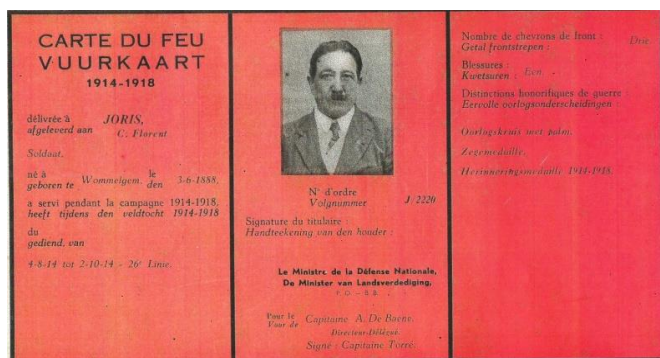 CARTE DU FEU
VUURKAART
1914-1918
délivrée à JORIS,
afgeleverd aan C. Florent
Soldaat.
né à le
geboren te Wommelgem, den 3-6-1888,
a servi pendant la campagne 1914-1918,
heeft tijdens den veldtocht 1914-1918
du
gediend, van
4-8-14 tot 2-10-14 - 26e Linie.
N° d'ordre
Volgnummer J/2220
Signature du titulaire :
Handteekening van den houder :
Le Ministre de la Défense Nationale,
De Minister van Landsverdediging,
Pour le
Voor de Capitaine A. De Baene.
Directeur-Délégué.
Signé : Capitaine Torré.
Nombre de chevrons de front :
Getal frontstrepen : Drie.
Blessures :
Kwetsuren : Een.
Distinctions honorifiques de guerre :
Eervolle oorlogsonderscheidingen :
Oorlogskruis met palm.
Zegemedaille.
Herinneringsmedaille 1914-1918.